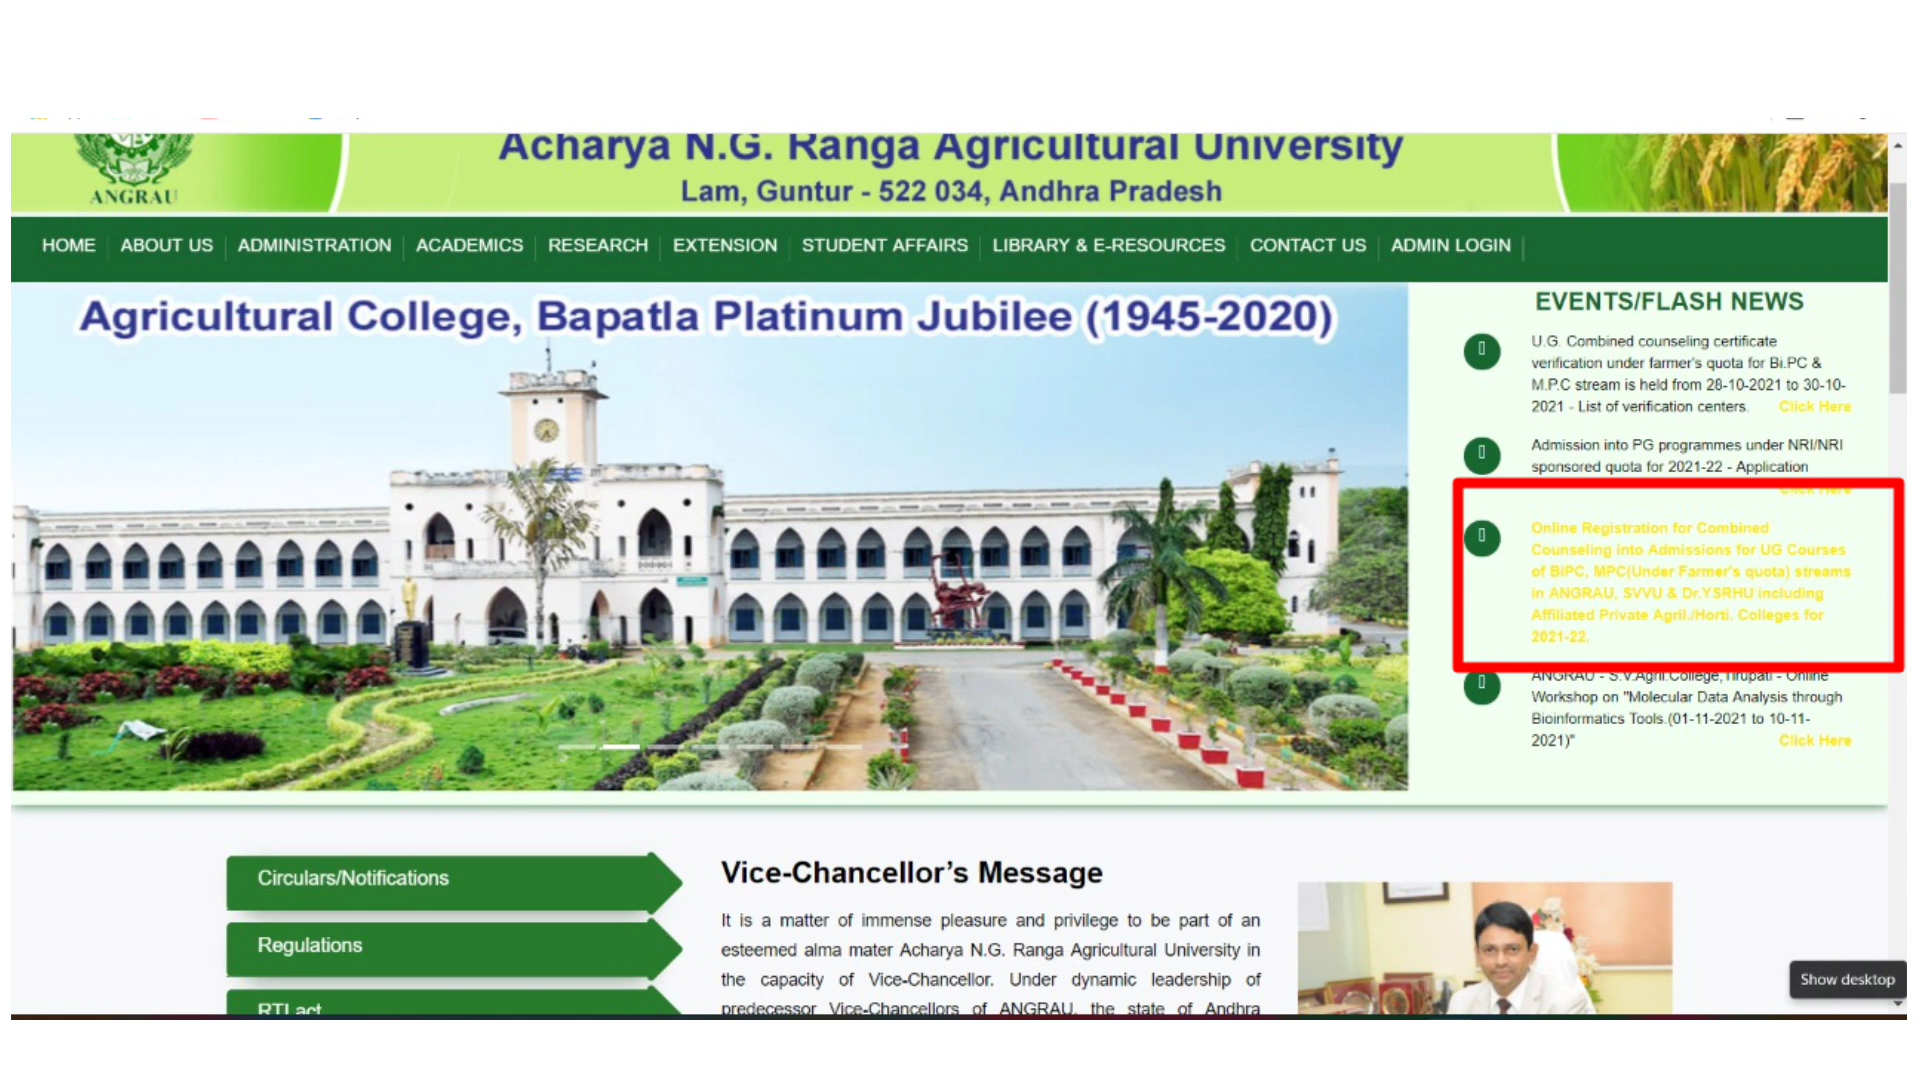 Acharya N.G. Ranga Agricultural University
ANGRAU
Lam, Guntur - 522 034, Andhra Pradesh
HOME ABOUT US ADMINISTRATION ACADEMICS RESEARCH EXTENSION STUDENT AFFAIRS LIBRARY & E-RESOURCES CONTACT US ADMIN LOGIN
Agricultural College, Bapatla Platinum Jubilee (1945-2020)
EVENTS/FLASH NEWS
U.G. Combined counseling certificate
verification under farmer's quota for Bi.PC &
M.P.C stream is held from 28-10-2021 to 30-10-
2021 - List of verification centers. Click Here
Admission into PG programmes under NRI/NRI
sponsored quota for 2021-22 - Application
Click Here
Online Registration for Combined
Counseling into Admissions for UG Courses
of BiPC, MPC(Under Farmer's quota) streams
in ANGRAU, SVVU & Dr.YSRHU including
Affiliated Private Agril./Horti. Colleges for
2021-22.
ANGRAU - S.V.Agril.College,Tirupati - Online
Workshop on "Molecular Data Analysis through
Bioinformatics Tools.(01-11-2021 to 10-11-
2021)" Click Here
Circulars/Notifications
Regulations
RTI act
Vice-Chancellor’s Message
It is a matter of immense pleasure and privilege to be part of an
esteemed alma mater Acharya N.G. Ranga Agricultural University in
the capacity of Vice-Chancellor. Under dynamic leadership of
predecessor Vice-Chancellors of ANGRAU, the state of Andhra
Show desktop